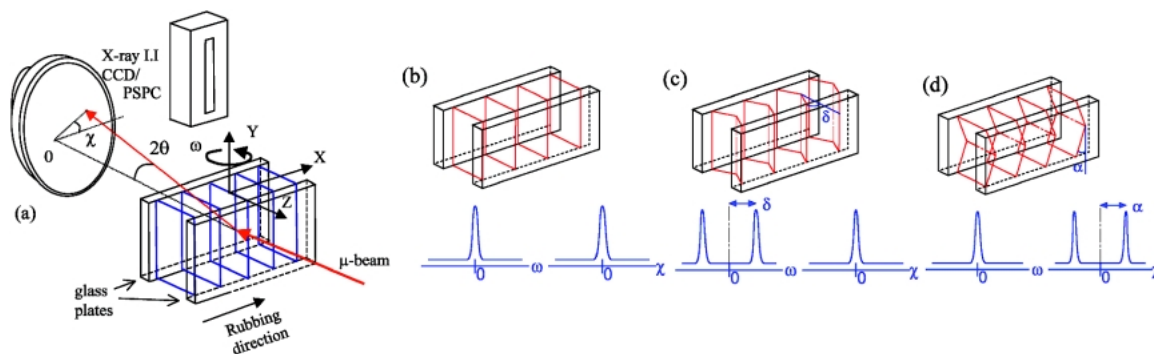 X-ray I.I
CCD/
PSPC
χ
0
2θ
ω
Y
X
Z
(a)
μ-beam
glass
plates
Rubbing
direction
(b)
0
ω
0
χ
(c)
δ
δ
0
ω
0
χ
(d)
α
α
0
ω
0
χ